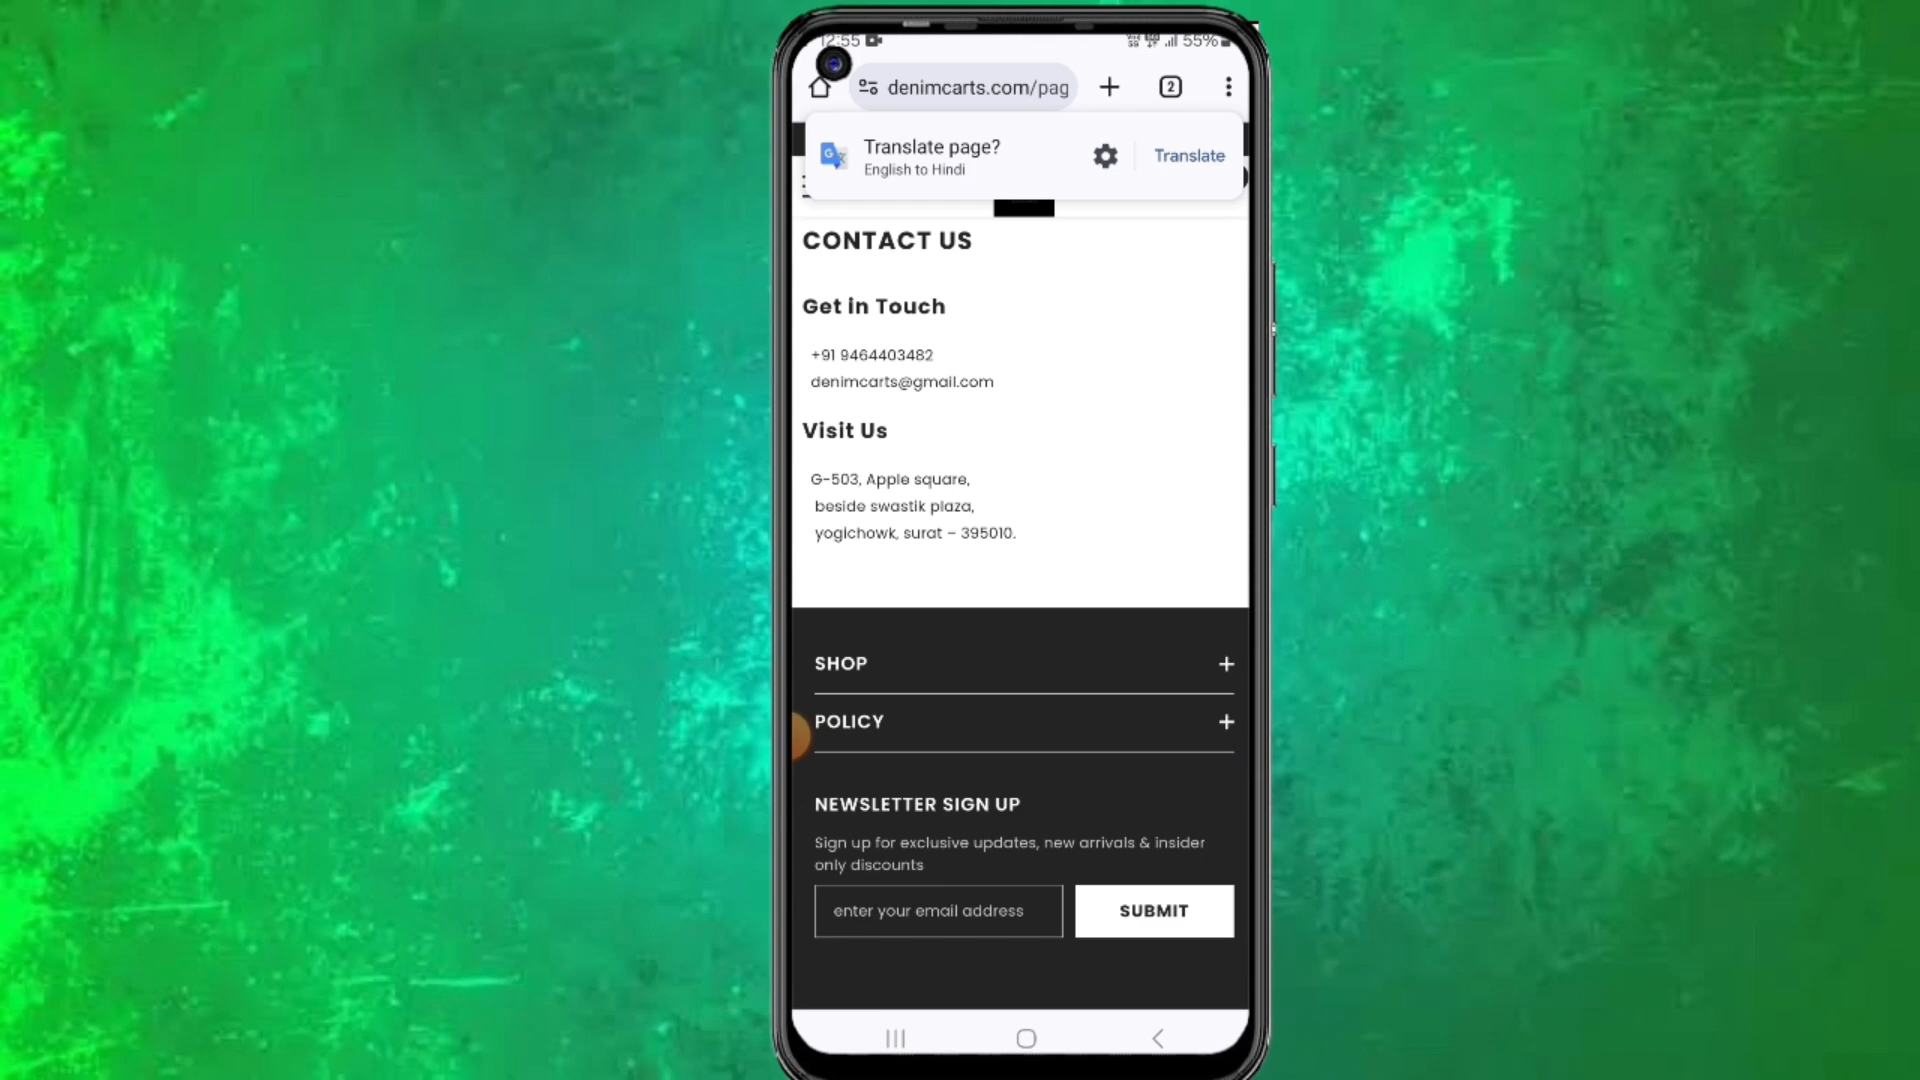 12:55
55%
denimcarts.com/pag
2
Translate page?
English to Hindi
Translate
CONTACT US
Get in Touch
+91 9464403482
denimcarts@gmail.com
Visit Us
G-503, Apple square,
beside swastik plaza,
yogichowk, surat – 395010.
SHOP
POLICY
NEWSLETTER SIGN UP
Sign up for exclusive updates, new arrivals & insider
only discounts
enter your email address
SUBMIT